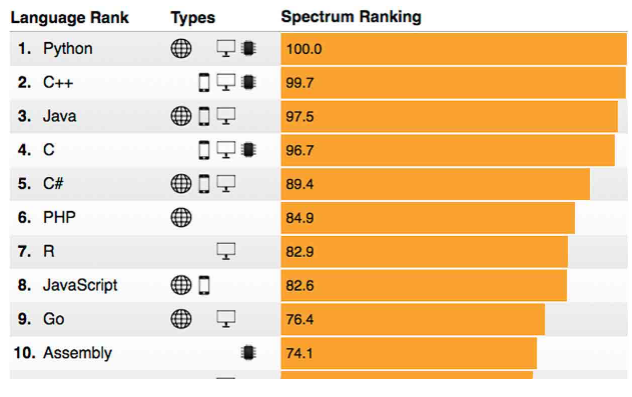 Language Rank Types Spectrum Ranking
1. Python 100.0
2. C++ 99.7
3. Java 97.5
4. C 96.7
5. C# 89.4
6. PHP 84.9
7. R 82.9
8. JavaScript 82.6
9. Go 76.4
10. Assembly 74.1